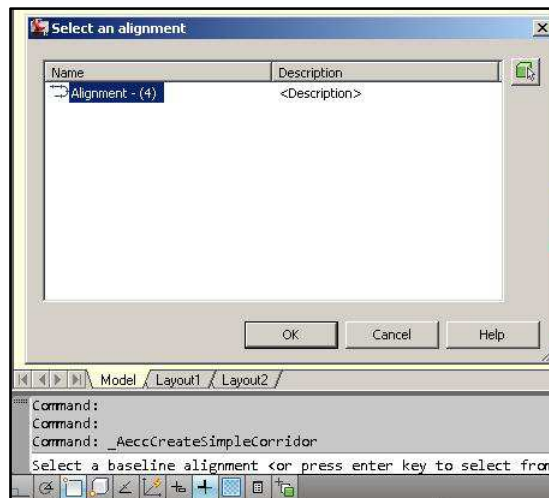 Select an alignment
Name Description
Alignment - (4) <Description>
OK Cancel Help
Model Layout1 Layout2
Command:
Command:
Command: _AeccCreateSimpleCorridor
Select a baseline alignment <or press enter key to select from